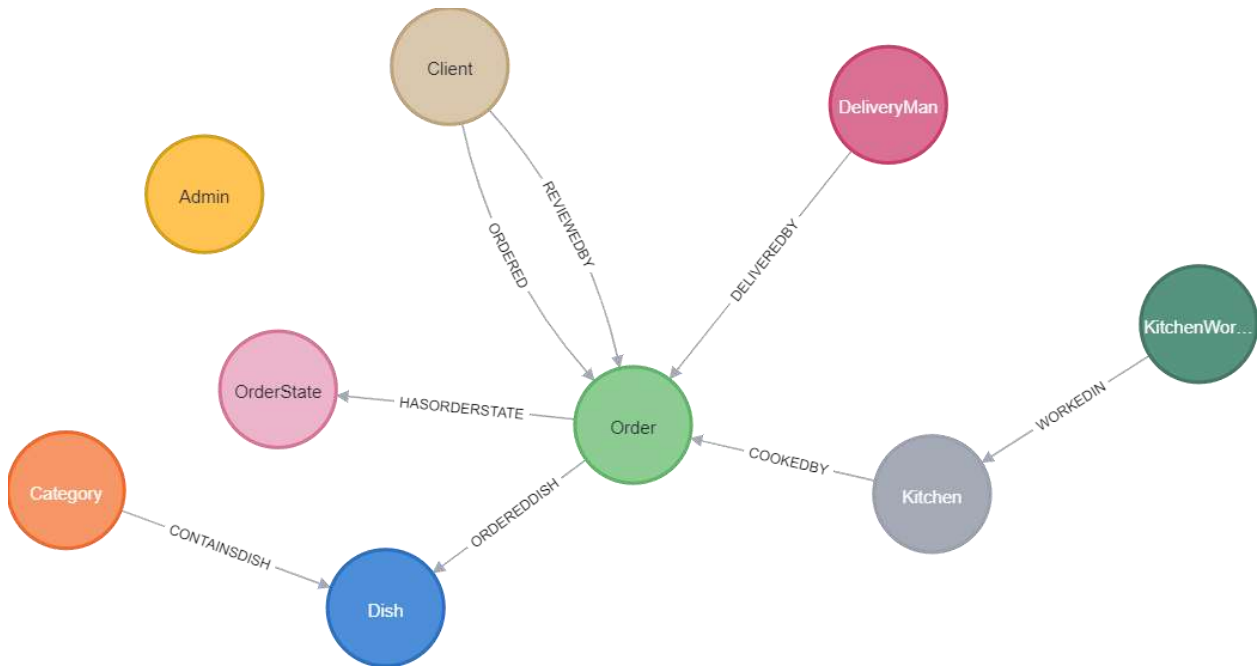 Client
DeliveryMan
Admin
REVIEWEDBY
ORDERED
DELIVEREDBY
KitchenWor...
WORKEDIN
OrderState
HASORDERSTATE
Order
COOKEDBY
Kitchen
Category
CONTAINSDISH
ORDEREDDISH
Dish